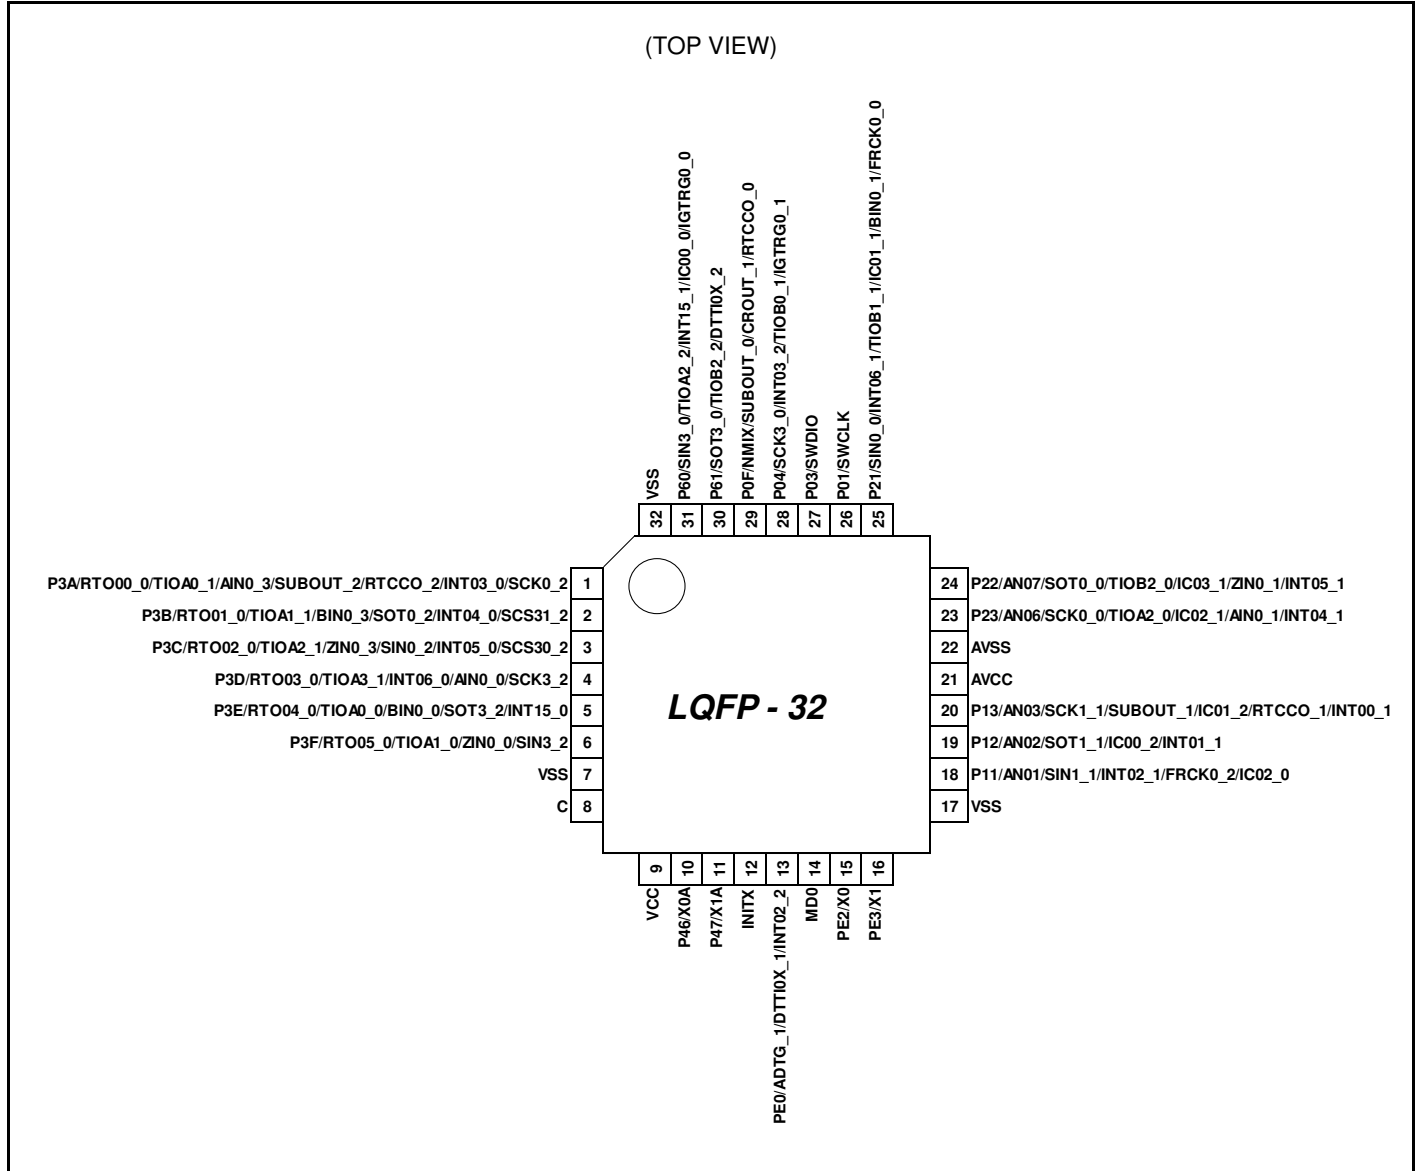 (TOP VIEW)
VSS
P60/SIN3_0/TIOA2_2/INT15_1/IC00_0/IGTRG0_0
P61/SOT3_0/TIOB2_2/DTTI0X_2
P0F/NMIX/SUBOUT_0/CROUT_1/RTCCO_0
P04/SCK3_0/INT03_2/TIOB0_1/IGTRG0_1
P03/SWDIO
P01/SWCLK
P21/SIN0_0/INT06_1/TIOB1_1/IC01_1/BIN0_1/FRCK0_0
32 31 30 29 28 27 26 25
P3A/RTO00_0/TIOA0_1/AIN0_3/SUBOUT_2/RTCCO_2/INT03_0/SCK0_2 1
P3B/RTO01_0/TIOA1_1/BIN0_3/SOT0_2/INT04_0/SCS31_2 2
P3C/RTO02_0/TIOA2_1/ZIN0_3/SIN0_2/INT05_0/SCS30_2 3
P3D/RTO03_0/TIOA3_1/INT06_0/AIN0_0/SCK3_2 4
P3E/RTO04_0/TIOA0_0/BIN0_0/SOT3_2/INT15_0 5
P3F/RTO05_0/TIOA1_0/ZIN0_0/SIN3_2 6
VSS 7
C 8
LQFP - 32
24 P22/AN07/SOT0_0/TIOB2_0/IC03_1/ZIN0_1/INT05_1
23 P23/AN06/SCK0_0/TIOA2_0/IC02_1/AIN0_1/INT04_1
22 AVSS
21 AVCC
20 P13/AN03/SCK1_1/SUBOUT_1/IC01_2/RTCCO_1/INT00_1
19 P12/AN02/SOT1_1/IC00_2/INT01_1
18 P11/AN01/SIN1_1/INT02_1/FRCK0_2/IC02_0
17 VSS
9 10 11 12 13 14 15 16
VCC
P46/X0A
P47/X1A
INITX
PE0/ADTG_1/DTTI0X_1/INT02_2
MD0
PE2/X0
PE3/X1